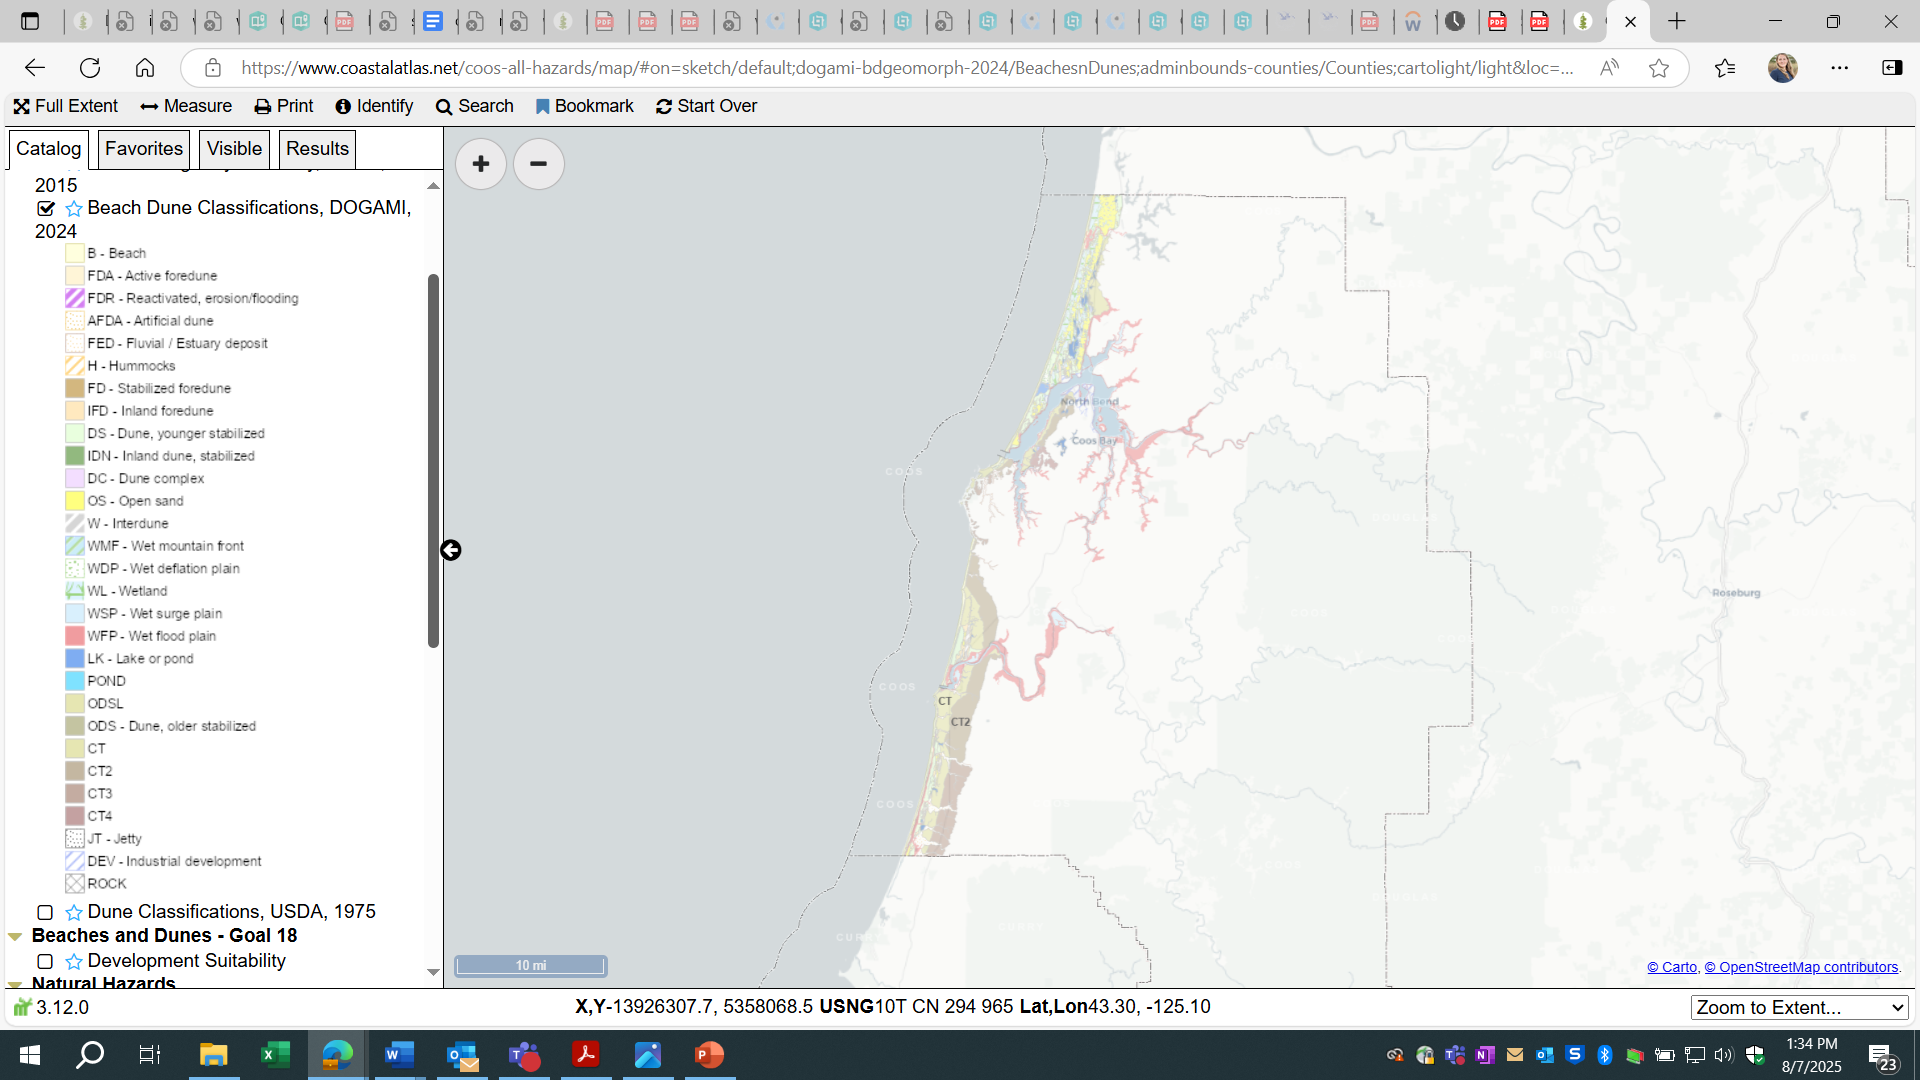 https://www.coastalatlas.net/coos-all-hazards/map/#on=sketch/default;dogami-bdgeomorph-2024/BeachesnDunes;adminbounds-counties/Counties;cartolight/light&loc=...
Full Extent Measure Print Identify Search Bookmark Start Over
Catalog Favorites Visible Results
2015
Beach Dune Classifications, DOGAMI,
2024
B - Beach
FDA - Active foredune
FDR - Reactivated, erosion/flooding
AFDA - Artificial dune
FED - Fluvial / Estuary deposit
H - Hummocks
FD - Stabilized foredune
IFD - Inland foredune
DS - Dune, younger stabilized
IDN - Inland dune, stabilized
DC - Dune complex
OS - Open sand
W - Interdune
WMF - Wet mountain front
WDP - Wet deflation plain
WL - Wetland
WSP - Wet surge plain
WFP - Wet flood plain
LK - Lake or pond
POND
ODSL
ODS - Dune, older stabilized
CT
CT2
CT3
CT4
JT - Jetty
DEV - Industrial development
ROCK
Dune Classifications, USDA, 1975
Beaches and Dunes - Goal 18
Development Suitability
Natural Hazards
North Bend
Coos Bay
COOS
Roseburg
COOS
CT
CT2
COOS
CURRY
10 mi
© Carto, © OpenStreetMap contributors.
3.12.0
X,Y-13926307.7, 5358068.5 USNG10T CN 294 965 Lat,Lon43.30, -125.10
Zoom to Extent...
1:34 PM
8/7/2025
23